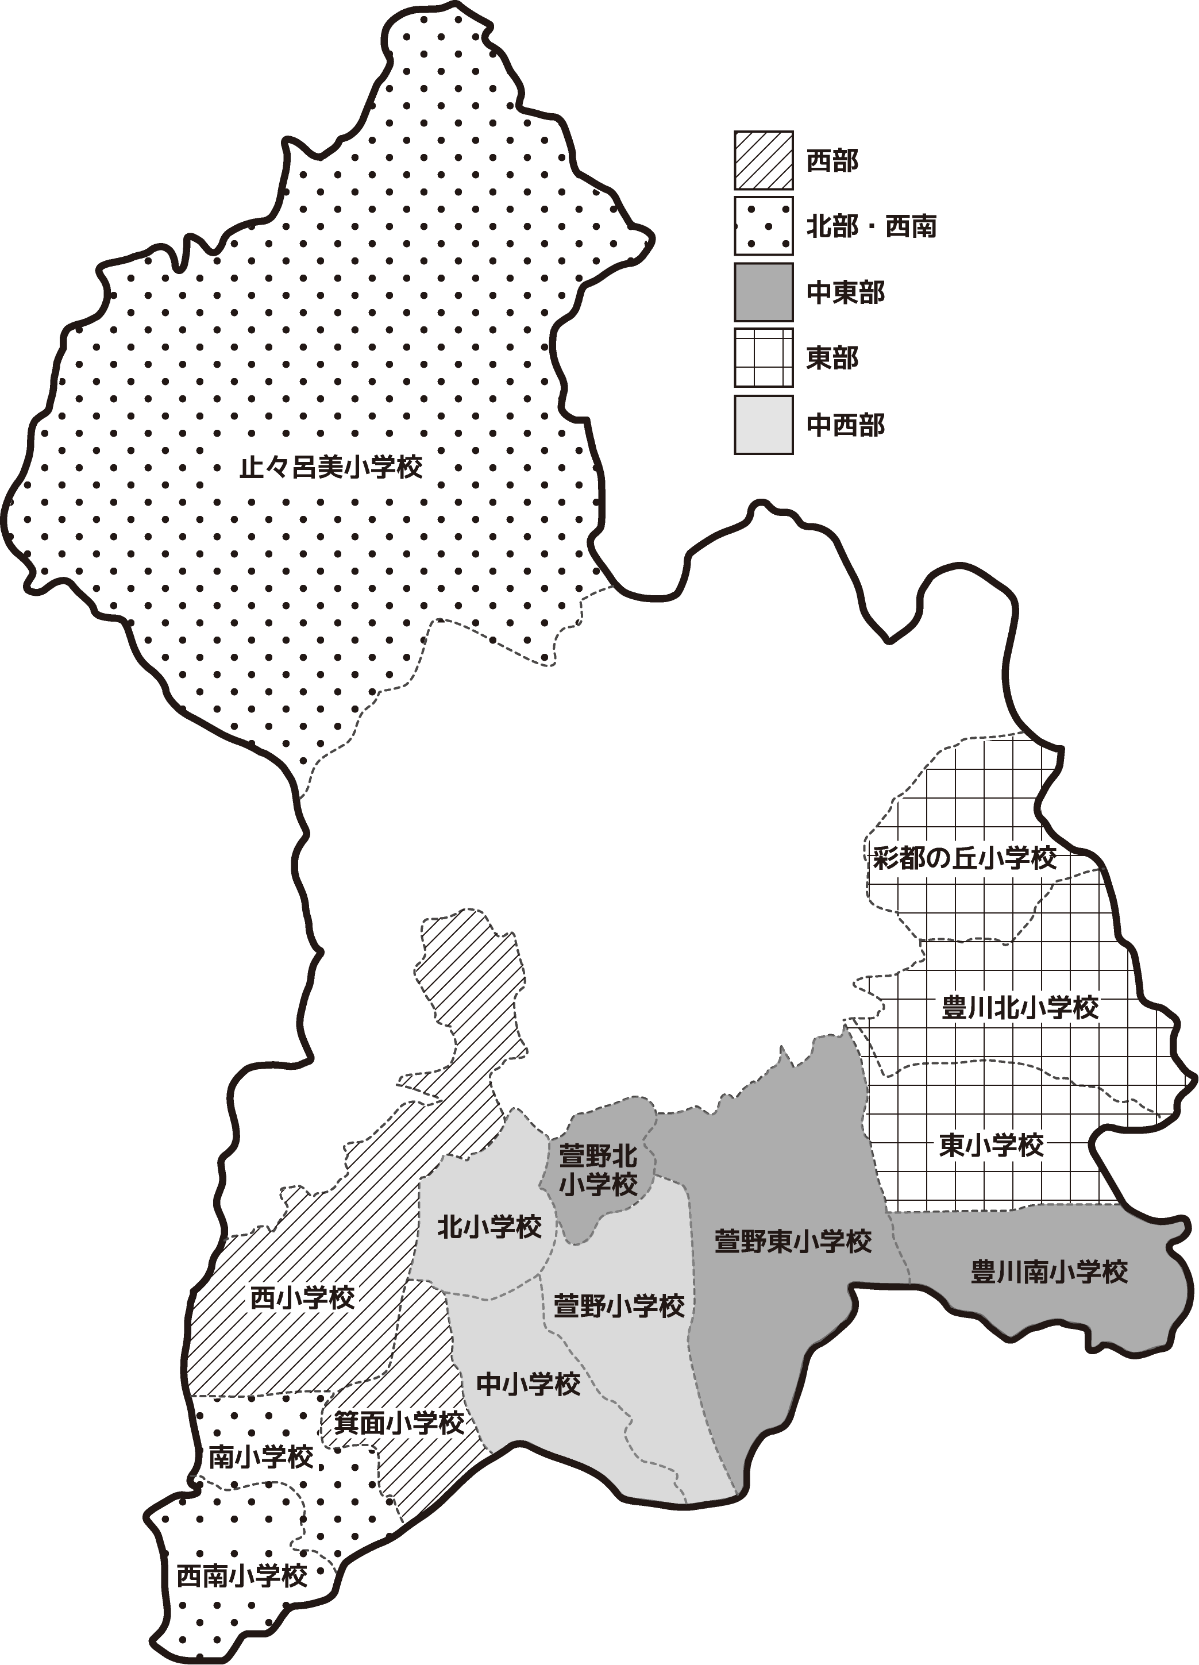 西部
北部・西南
中東部
東部
中西部
止々呂美小学校
彩都の丘小学校
豊川北小学校
東小学校
萱野北
小学校
北小学校
萱野東小学校
豊川南小学校
西小学校
萱野小学校
中小学校
箕面小学校
南小学校
西南小学校